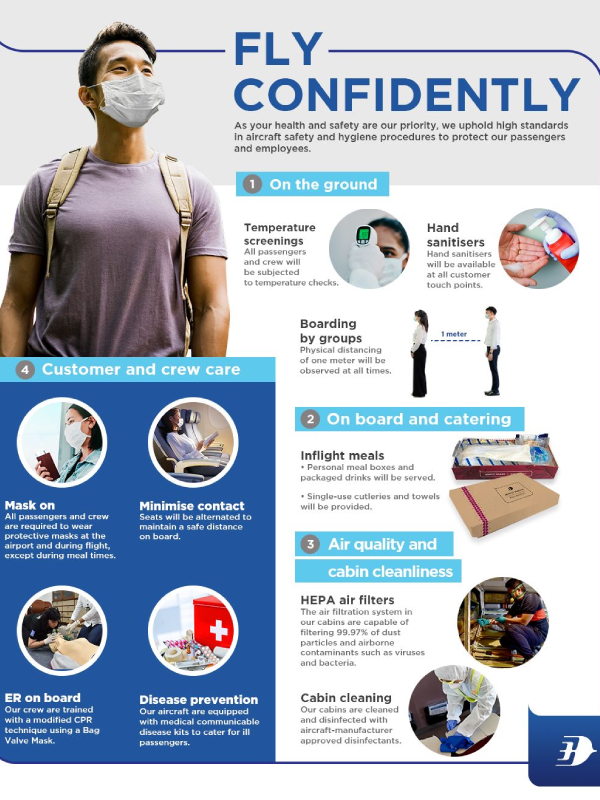 FLY
CONFIDENTLY
As your health and safety are our priority, we uphold high standards
in aircraft safety and hygiene procedures to protect our passengers
and employees.
1 On the ground
Temperature
screenings
All passengers
and crew will
be subjected
to temperature checks.
Hand
sanitisers
Hand sanitisers
will be available
at all customer
touch points.
Boarding
by groups
Physical distancing
of one meter will be
observed at all times.
1 meter
2 On board and catering
Inflight meals
• Personal meal boxes and
packaged drinks will be served.
• Single-use cutleries and towels
will be provided.
3 Air quality and
cabin cleanliness
HEPA air filters
The air filtration system in
our cabins are capable of
filtering 99.97% of dust
particles and airborne
contaminants such as viruses
and bacteria.
Cabin cleaning
Our cabins are cleaned
and disinfected with
aircraft-manufacturer
approved disinfectants.
4 Customer and crew care
Mask on
All passengers and crew
are required to wear
protective masks at the
airport and during flight,
except during meal times.
Minimise contact
Seats will be alternated to
maintain a safe distance
on board.
ER on board
Our crew are trained
with a modified CPR
technique using a Bag
Valve Mask.
Disease prevention
Our aircraft are equipped
with medical communicable
disease kits to cater for ill
passengers.